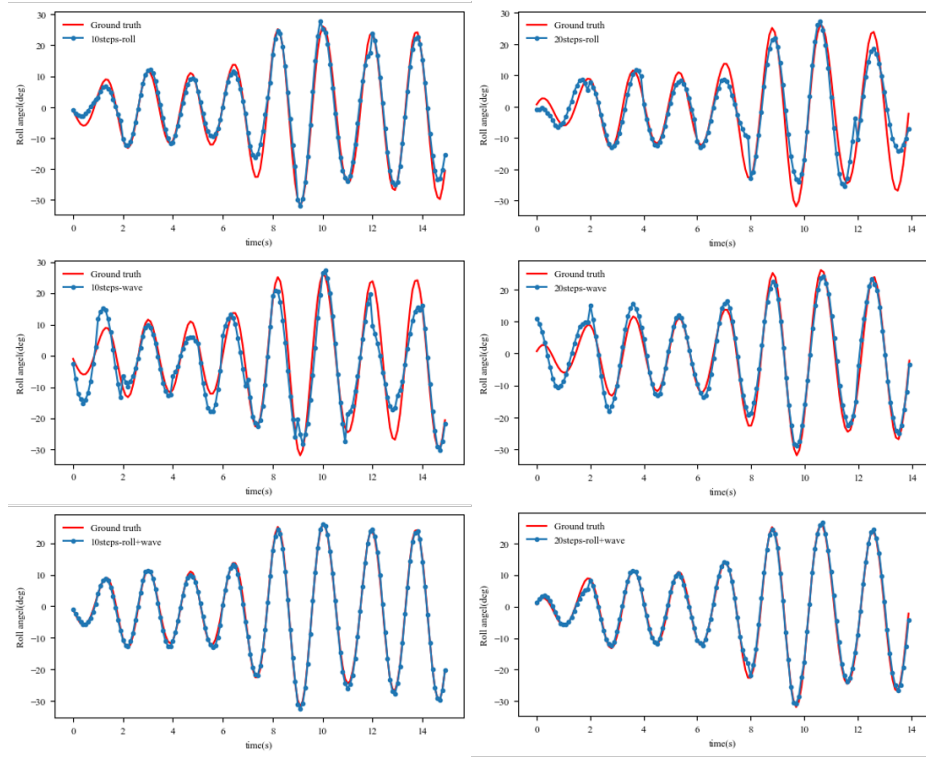 Ground truth
10steps-roll
30
20
10
0
−10
−20
−30
Roll angel(deg)
0 2 4 6 8 10 12 14
time(s)
Ground truth
20steps-roll
30
20
10
0
−10
−20
−30
Roll angel(deg)
0 2 4 6 8 10 12 14
time(s)
Ground truth
10steps-wave
30
20
10
0
−10
−20
−30
Roll angel(deg)
0 2 4 6 8 10 12 14
time(s)
Ground truth
20steps-wave
20
10
0
−10
−20
−30
Roll angel(deg)
0 2 4 6 8 10 12 14
time(s)
Ground truth
10steps-roll+wave
20
10
0
−10
−20
−30
Roll angel(deg)
0 2 4 6 8 10 12 14
time(s)
Ground truth
20steps-roll+wave
20
10
0
−10
−20
−30
Roll angel(deg)
0 2 4 6 8 10 12 14
time(s)